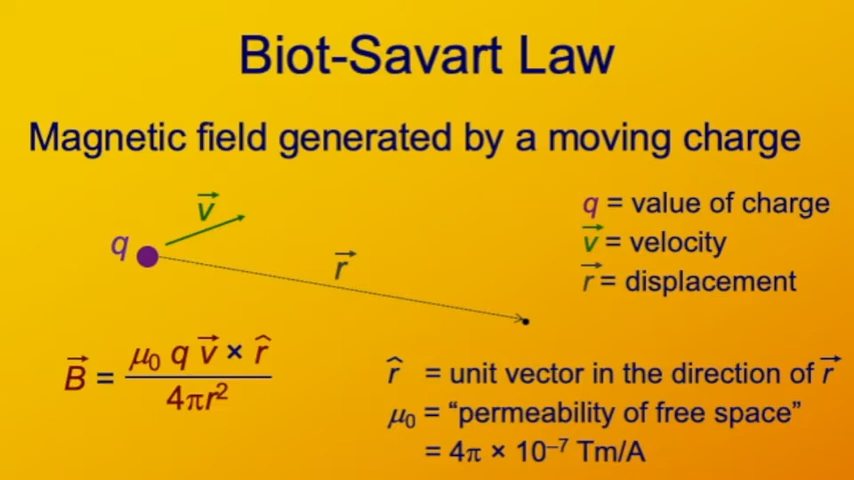 Biot-Savart Law
Magnetic field generated by a moving charge
q = value of charge
v⃗ = velocity
r⃗ = displacement
q
v⃗
r⃗
B⃗ = μ₀ q v⃗ × r̂
4πr²
r̂ = unit vector in the direction of r⃗
μ₀ = “permeability of free space”
= 4π × 10⁻⁷ Tm/A